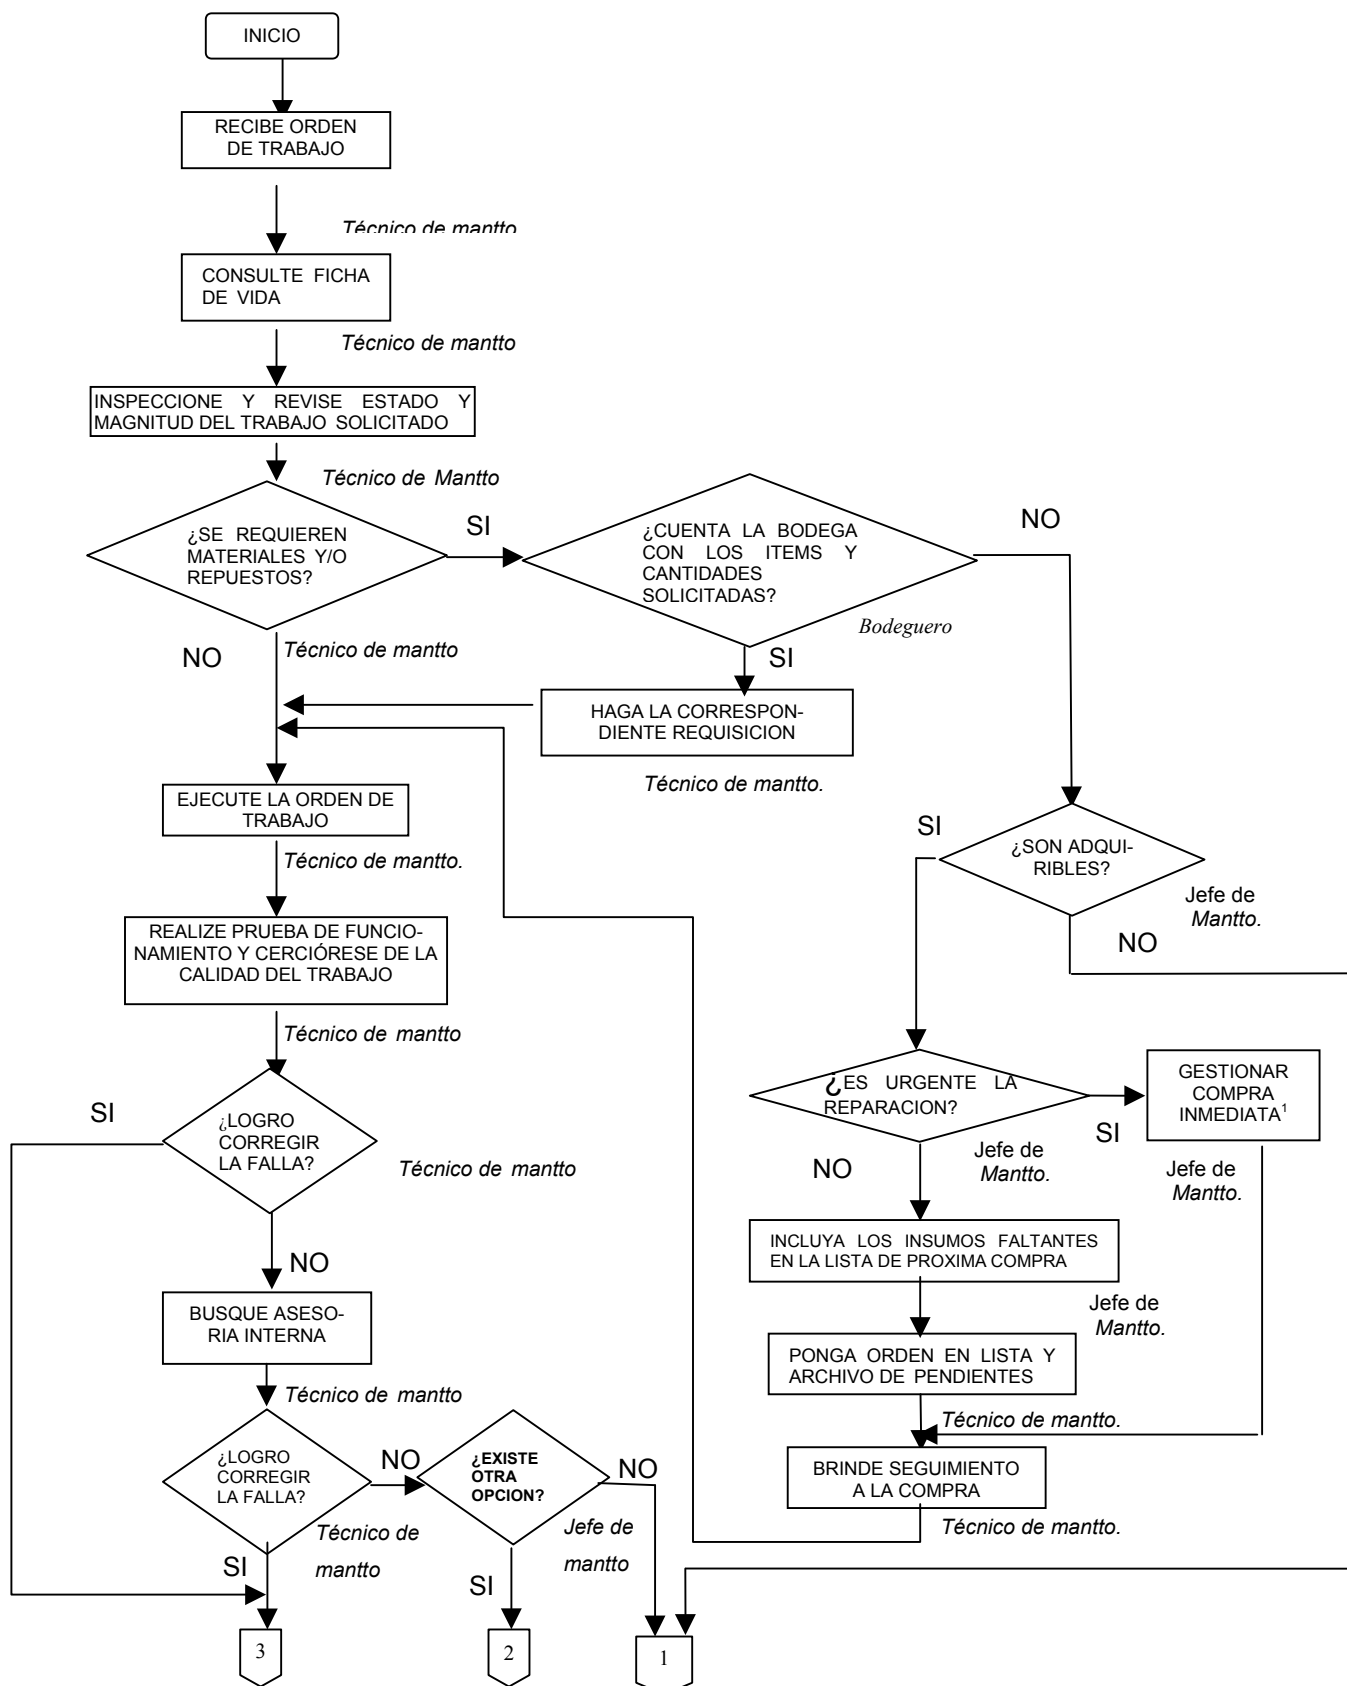 INICIO
RECIBE ORDEN
DE TRABAJO
Técnico de mantto
CONSULTE FICHA
DE VIDA
Técnico de mantto
INSPECCIONE Y REVISE ESTADO Y
MAGNITUD DEL TRABAJO SOLICITADO
Técnico de Mantto
¿SE REQUIEREN
MATERIALES Y/O
REPUESTOS?
SI
¿CUENTA LA BODEGA
CON LOS ITEMS Y
CANTIDADES
SOLICITADAS?
NO
Bodeguero
NO
Técnico de mantto
SI
HAGA LA CORRESPON-
DIENTE REQUISICION
Técnico de mantto.
EJECUTE LA ORDEN DE
TRABAJO
Técnico de mantto.
SI
¿SON ADQUI-
RIBLES?
Jefe de
Mantto.
NO
REALIZE PRUEBA DE FUNCIO-
NAMIENTO Y CERCIÓRESE DE LA
CALIDAD DEL TRABAJO
Técnico de mantto
¿ES URGENTE LA
REPARACION?
SI
GESTIONAR
COMPRA
INMEDIATA1
Jefe de
Mantto.
Jefe de
Mantto.
NO
SI
¿LOGRO
CORREGIR
LA FALLA?
Técnico de mantto
NO
INCLUYA LOS INSUMOS FALTANTES
EN LA LISTA DE PROXIMA COMPRA
Jefe de
Mantto.
BUSQUE ASESO-
RIA INTERNA
Técnico de mantto
PONGA ORDEN EN LISTA Y
ARCHIVO DE PENDIENTES
Técnico de mantto.
¿LOGRO
CORREGIR
LA FALLA?
NO
¿EXISTE
OTRA
OPCION?
NO
BRINDE SEGUIMIENTO
A LA COMPRA
Técnico de mantto.
Técnico de
mantto
Jefe de
mantto
SI
SI
3
2
1